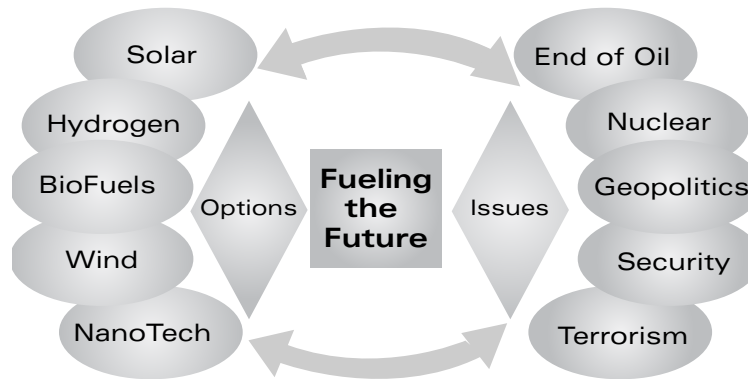 Solar
Hydrogen
BioFuels
Wind
NanoTech
Options
Fueling
the
Future
Issues
End of Oil
Nuclear
Geopolitics
Security
Terrorism